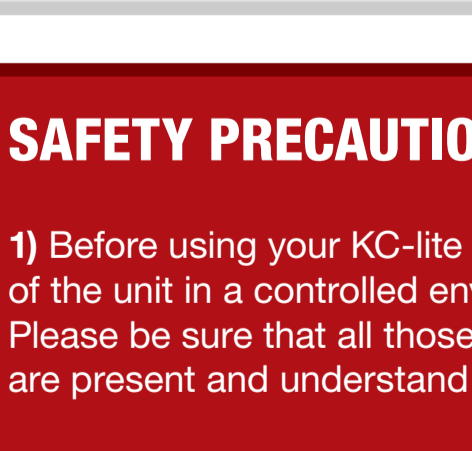 SAFETY PRECAUTIO
1) Before using your KC-lite
of the unit in a controlled env
Please be sure that all those
are present and understand